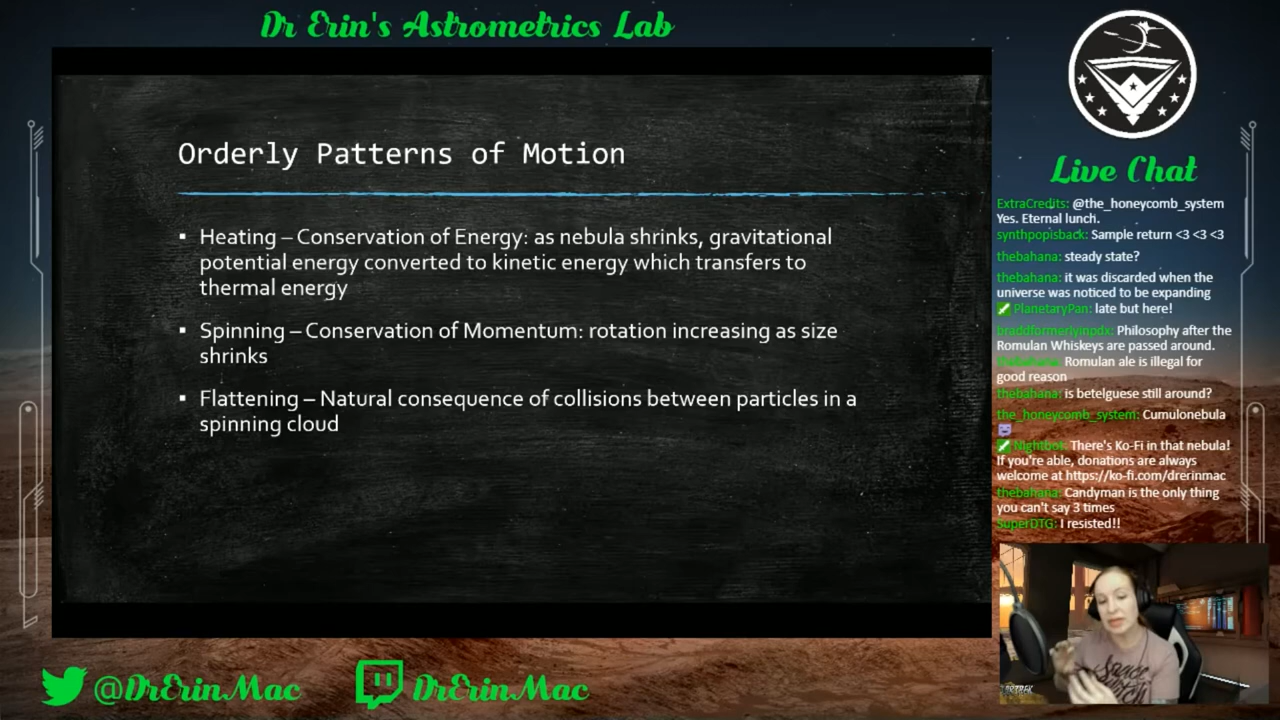 Dr Erin's Astrometrics Lab
Orderly Patterns of Motion
▪ Heating – Conservation of Energy: as nebula shrinks, gravitational
potential energy converted to kinetic energy which transfers to
thermal energy
▪ Spinning – Conservation of Momentum: rotation increasing as size
shrinks
▪ Flattening – Natural consequence of collisions between particles in a
spinning cloud
Live Chat
ExtraCredits: @the_honeycomb_system
Yes. Eternal lunch.
synthpopisback: Sample return <3 <3 <3
thebahana: steady state?
thebahana: it was discarded when the
universe was noticed to be expanding
PlanetaryPan: late but here!
braddformerlyinpdx: Philosophy after the
Romulan Whiskeys are passed around.
thebahana: Romulan ale is illegal for
good reason
thebahana: is betelguese still around?
the_honeycomb_system: Cumulonebula
Nightbot: There's Ko-Fi in that nebula!
If you're able, donations are always
welcome at https://ko-fi.com/drerinmac
thebahana: Candyman is the only thing
you can't say 3 times
SuperDTG: I resisted!!
Space
@DrErinMac
DrErinMac